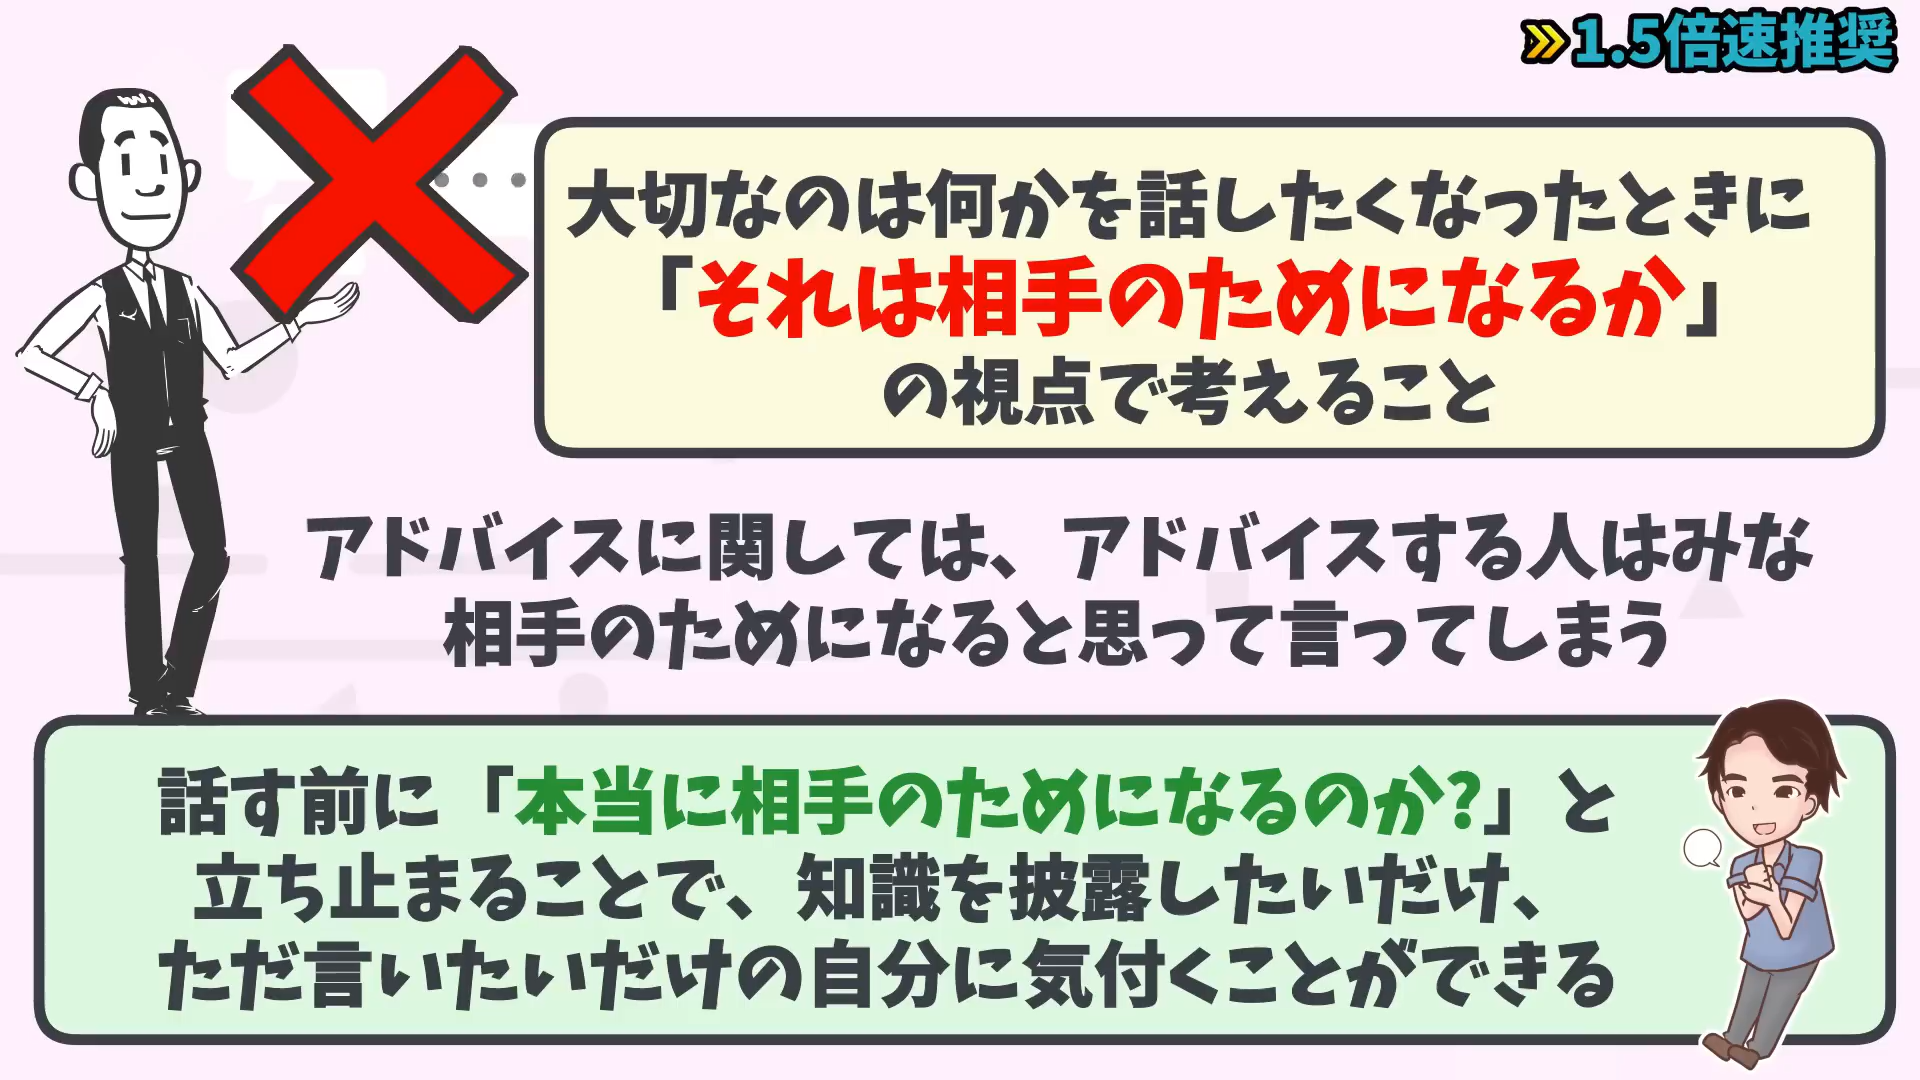 1.5倍速推奨
大切なのは何かを話したくなったときに
「それは相手のためになるか」
の視点で考えること
アドバイスに関しては、アドバイスする人はみな
相手のためになると思って言ってしまう
話す前に「本当に相手のためになるのか?」と
立ち止まることで、知識を披露したいだけ、
ただ言いたいだけの自分に気付くことができる